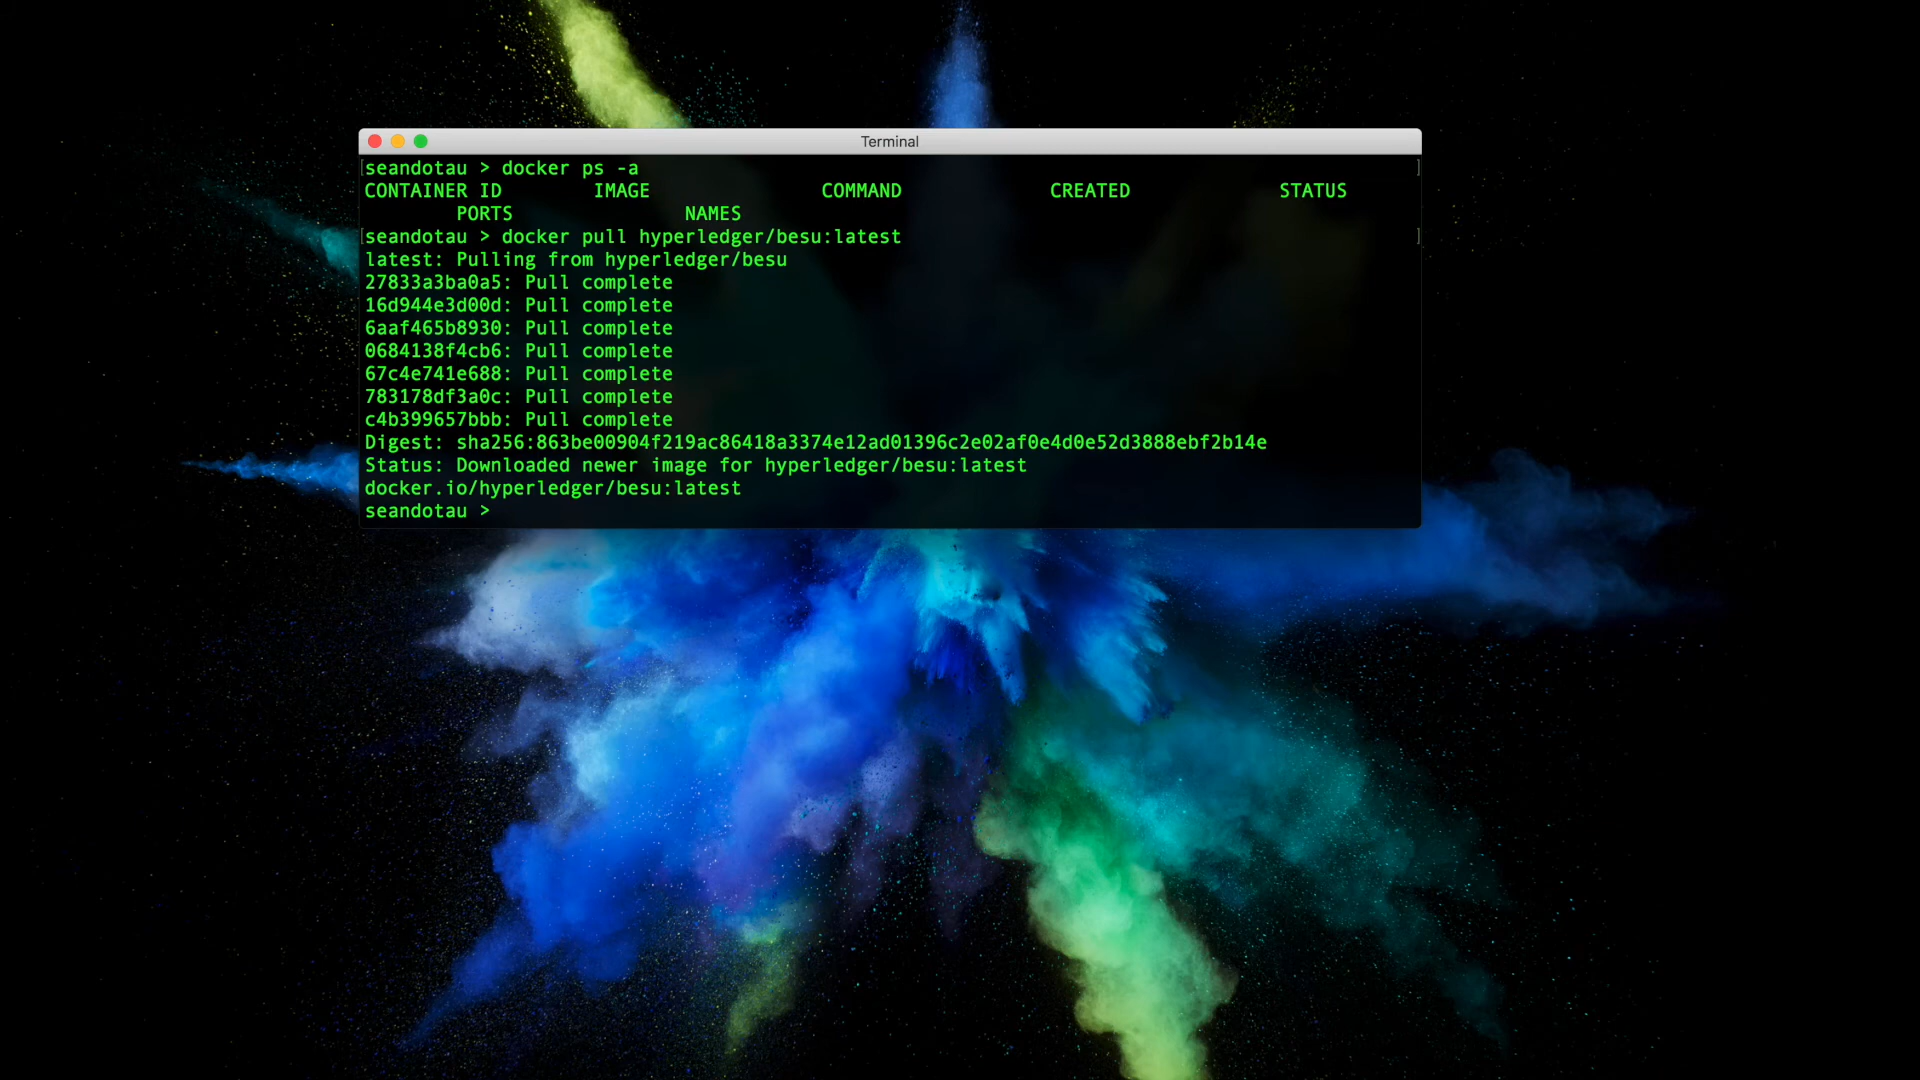 Terminal
seandotau > docker ps -a
CONTAINER ID IMAGE COMMAND CREATED STATUS
PORTS NAMES
seandotau > docker pull hyperledger/besu:latest
latest: Pulling from hyperledger/besu
27833a3ba0a5: Pull complete
16d944e3d00d: Pull complete
6aaf465b8930: Pull complete
0684138f4cb6: Pull complete
67c4e741e688: Pull complete
783178df3a0c: Pull complete
c4b399657bbb: Pull complete
Digest: sha256:863be00904f219ac86418a3374e12ad01396c2e02af0e4d0e52d3888ebf2b14e
Status: Downloaded newer image for hyperledger/besu:latest
docker.io/hyperledger/besu:latest
seandotau >